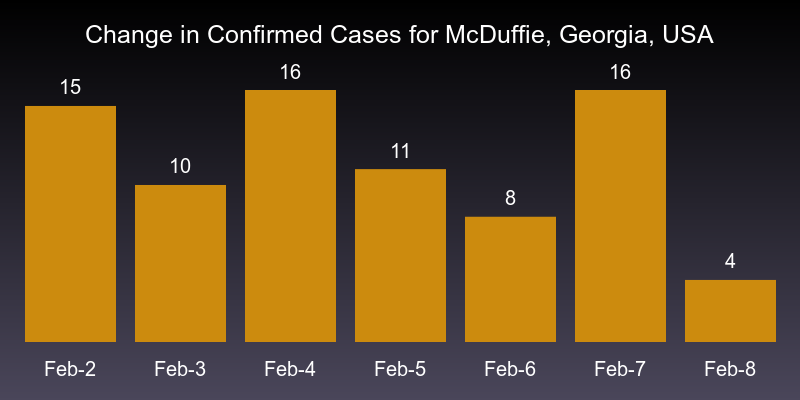 Change in Confirmed Cases for McDuffie, Georgia, USA
15 10 16 11 8 16 4
Feb-2 Feb-3 Feb-4 Feb-5 Feb-6 Feb-7 Feb-8